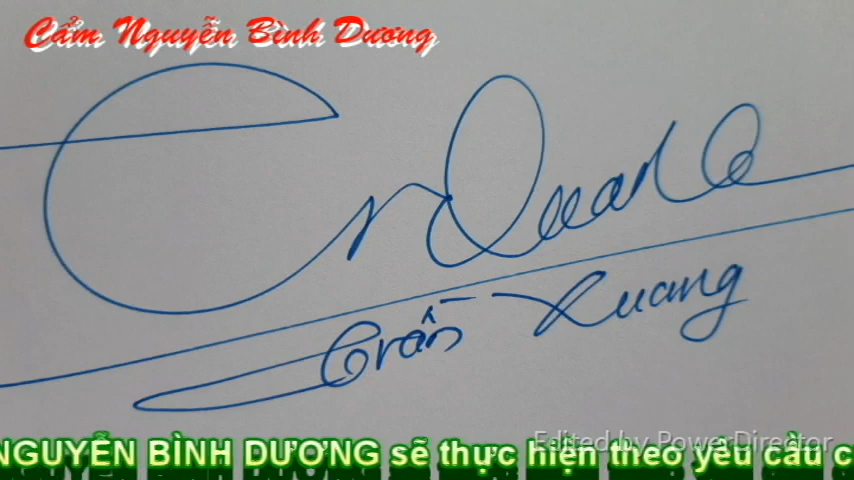 Cẩm Nguyễn Bình Dương
Trần Quang
Edited by PowerDirector
NGUYỄN BÌNH DƯƠNG sẽ thực hiện theo yêu cầu c